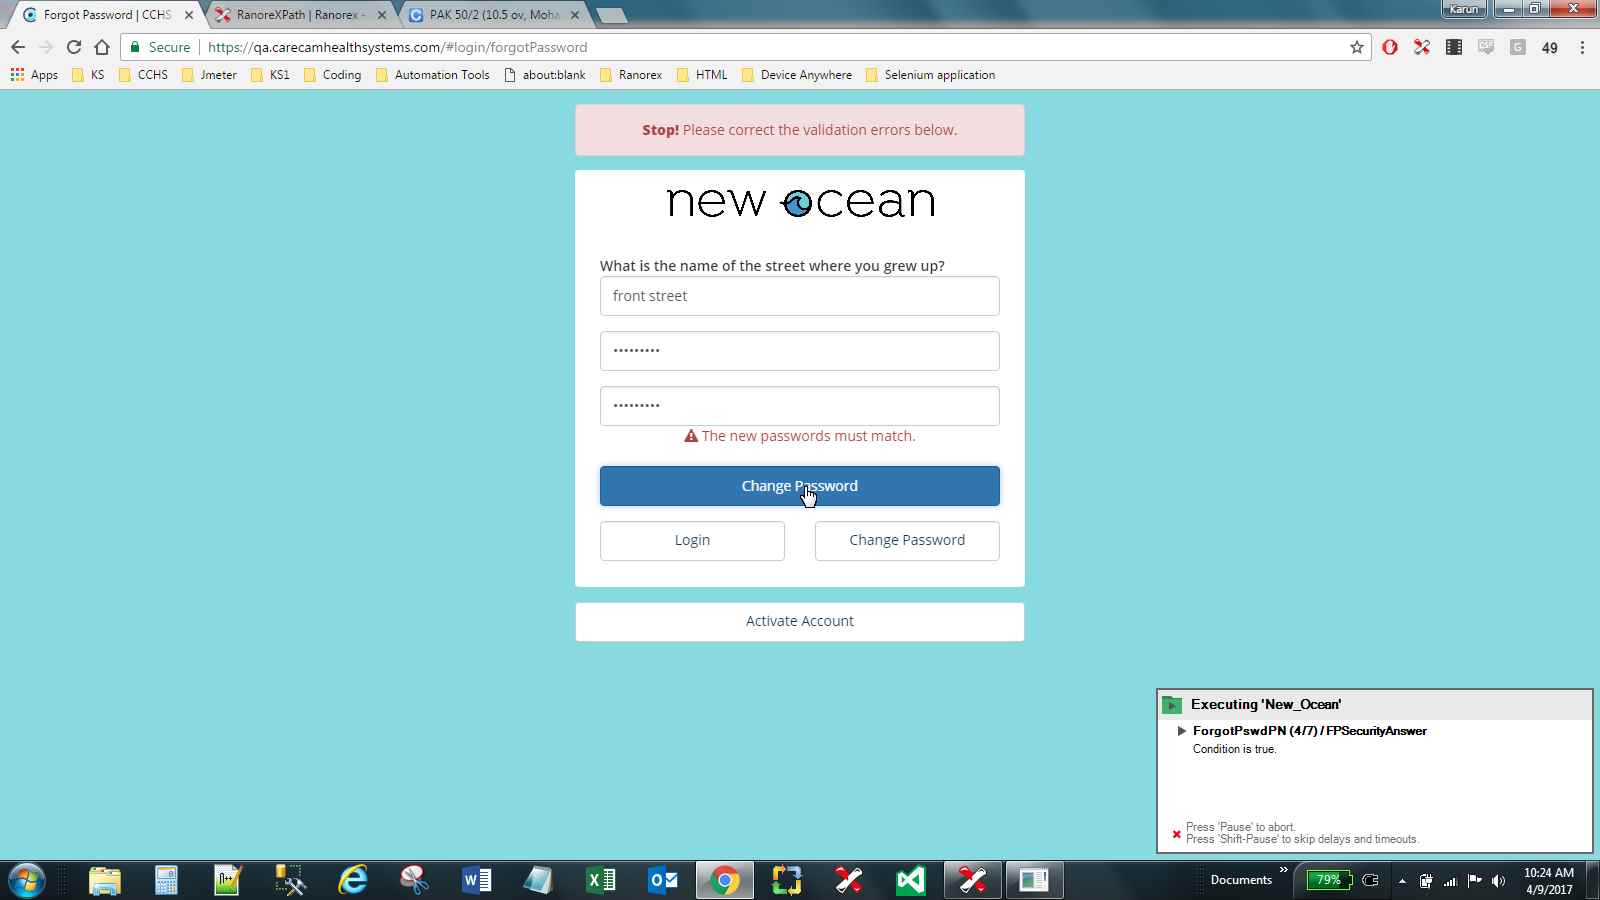 Forgot Password | CCHS
RanoreXPath | Ranorex -
PAK 50/2 (10.5 ov, Moha
Karun
Secure
https://qa.carecamhealthsystems.com/#login/forgotPassword
CSP
G
49
Apps
KS
CCHS
Jmeter
KS1
Coding
Automation Tools
about:blank
Ranorex
HTML
Device Anywhere
Selenium application
Stop! Please correct the validation errors below.
new ocean
What is the name of the street where you grew up?
front street
•••••••••
•••••••••
The new passwords must match.
Change Password
Login
Change Password
Activate Account
Executing 'New_Ocean'
ForgotPswdPN (4/7) / FPSecurityAnswer
Condition is true.
Press 'Pause' to abort.
Press 'Shift-Pause' to skip delays and timeouts.
Documents
79%
10:24 AM
4/9/2017